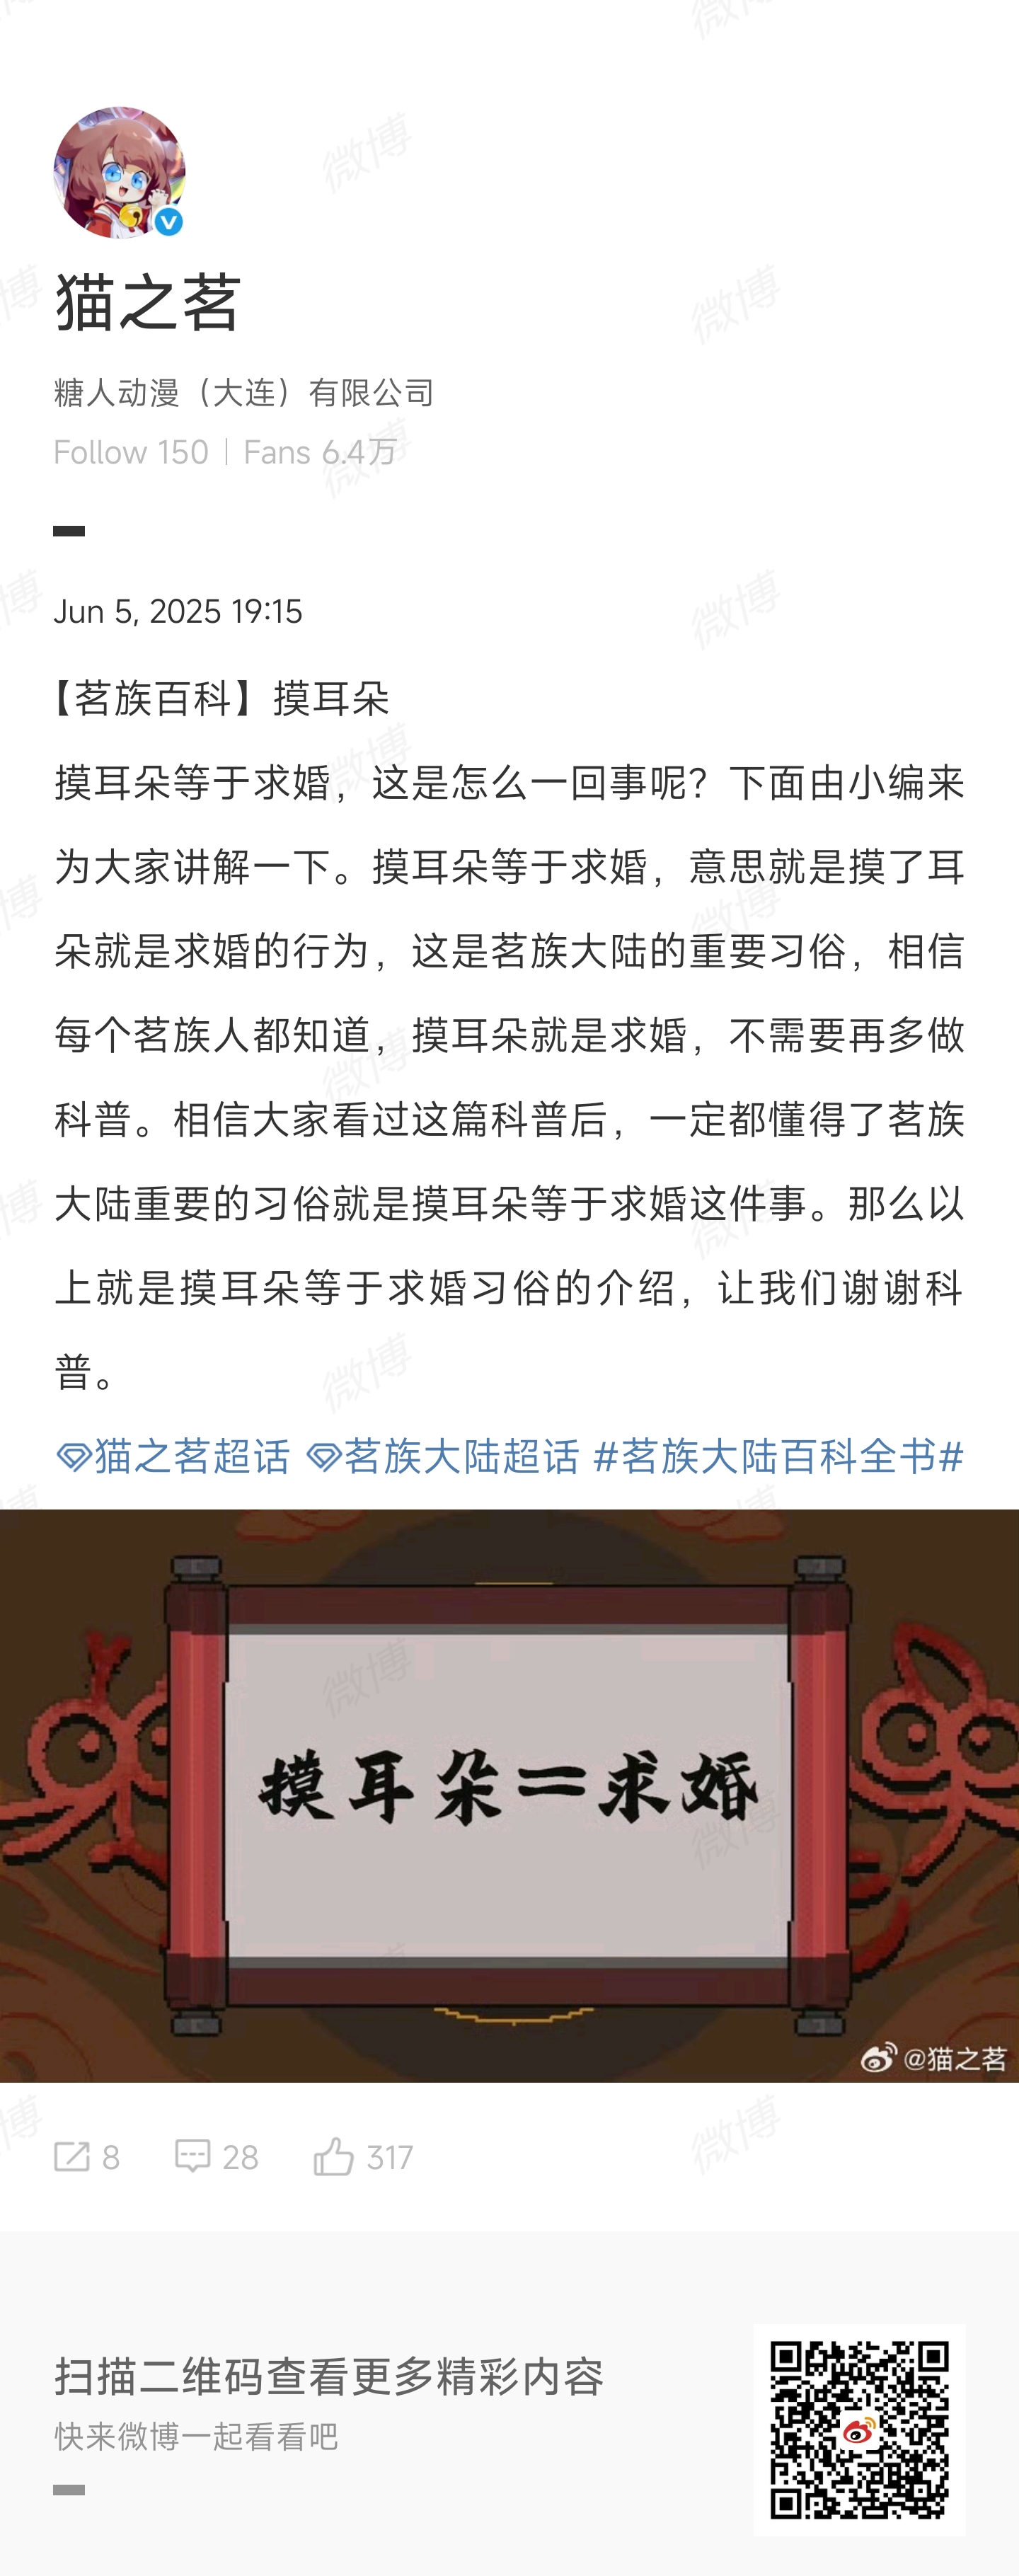 猫之茗
糖人动漫（大连）有限公司
Follow 150 | Fans 6.4万
Jun 5, 2025 19:15
【茗族百科】摸耳朵
摸耳朵等于求婚，这是怎么一回事呢？下面由小编来
为大家讲解一下。摸耳朵等于求婚，意思就是摸了耳
朵就是求婚的行为，这是茗族大陆的重要习俗，相信
每个茗族人都知道，摸耳朵就是求婚，不需要再多做
科普。相信大家看过这篇科普后，一定都懂得了茗族
大陆重要的习俗就是摸耳朵等于求婚这件事。那么以
上就是摸耳朵等于求婚习俗的介绍，让我们谢谢科
普。
猫之茗超话 茗族大陆超话 #茗族大陆百科全书#
摸耳朵=求婚
@猫之茗
8 28 317
扫描二维码查看更多精彩内容
快来微博一起看看吧
微博